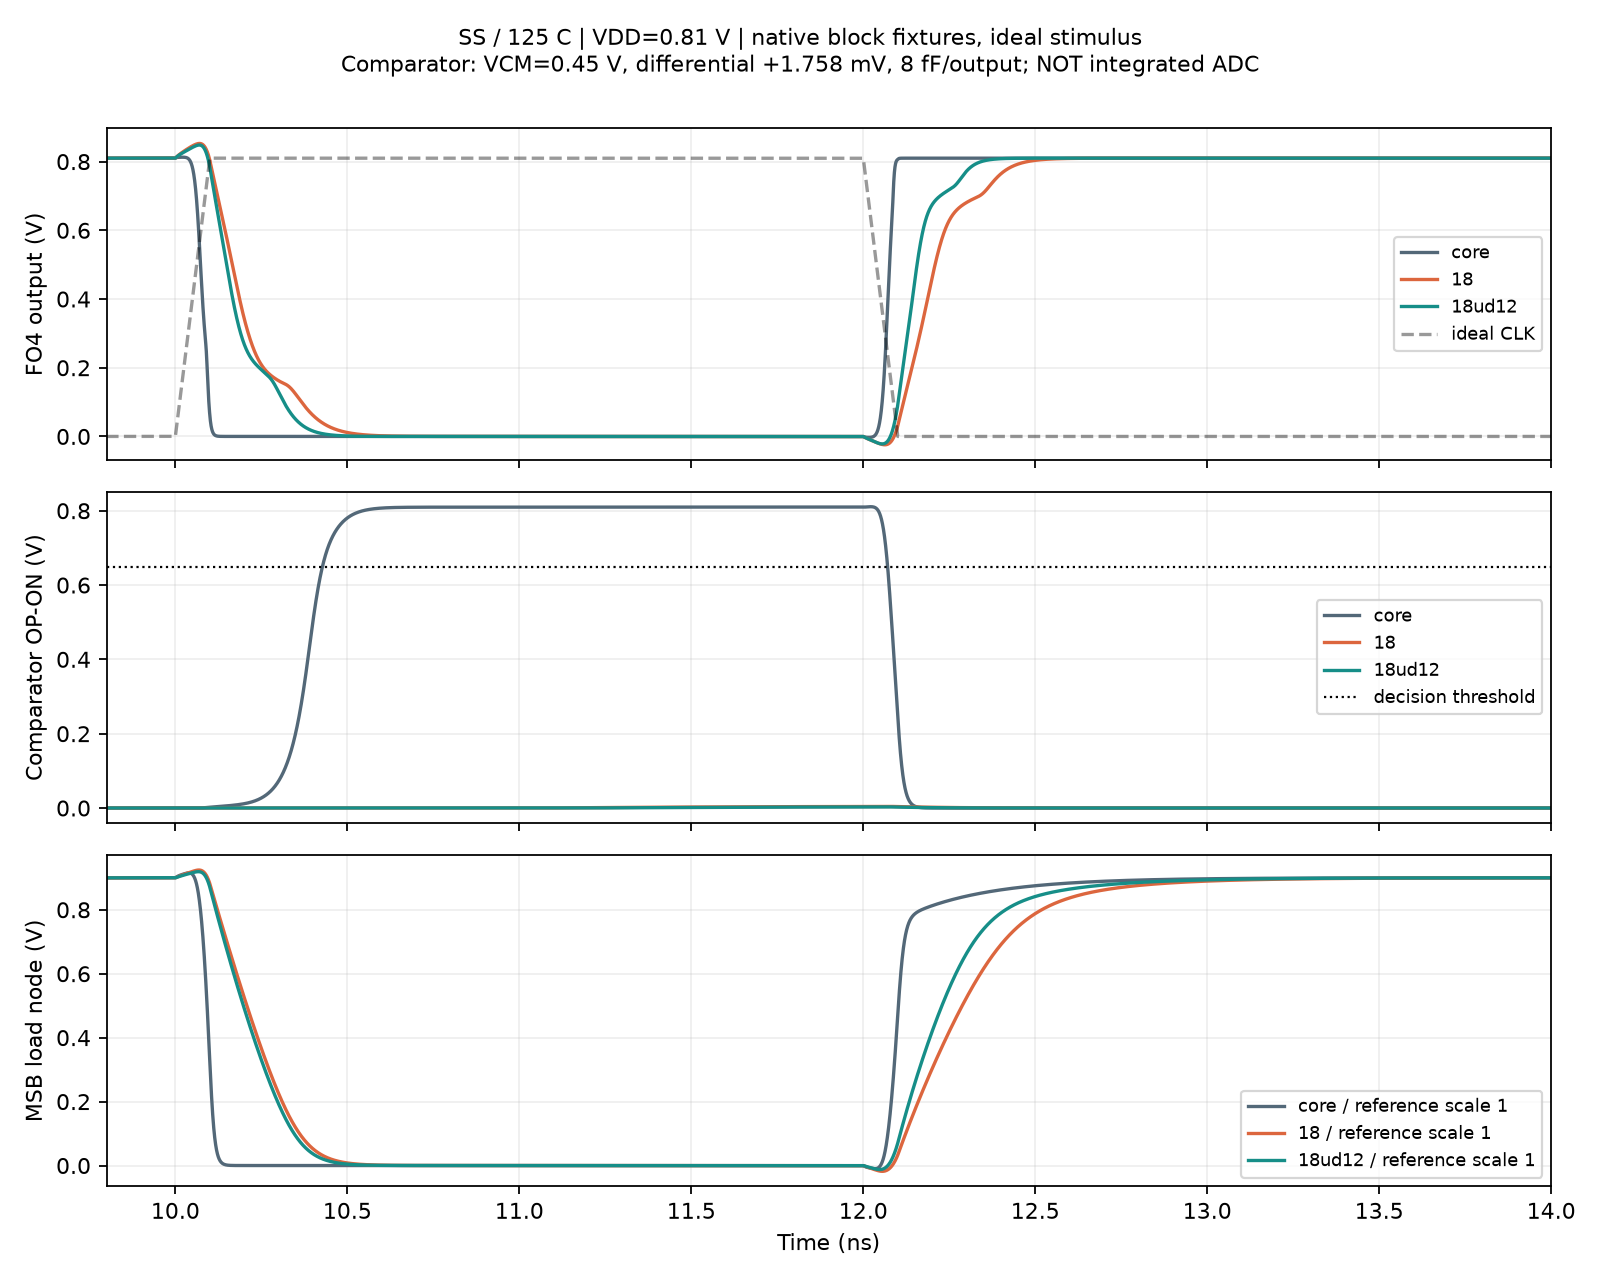 SS / 125 C | VDD=0.81 V | native block fixtures, ideal stimulus
Comparator: VCM=0.45 V, differential +1.758 mV, 8 fF/output; NOT integrated ADC
FO4 output (V)
0.8
0.6
0.4
0.2
0.0
core
18
18ud12
ideal CLK
Comparator OP-ON (V)
0.8
0.6
0.4
0.2
0.0
core
18
18ud12
decision threshold
MSB load node (V)
0.8
0.6
0.4
0.2
0.0
core / reference scale 1
18 / reference scale 1
18ud12 / reference scale 1
10.0 10.5 11.0 11.5 12.0 12.5 13.0 13.5 14.0
Time (ns)